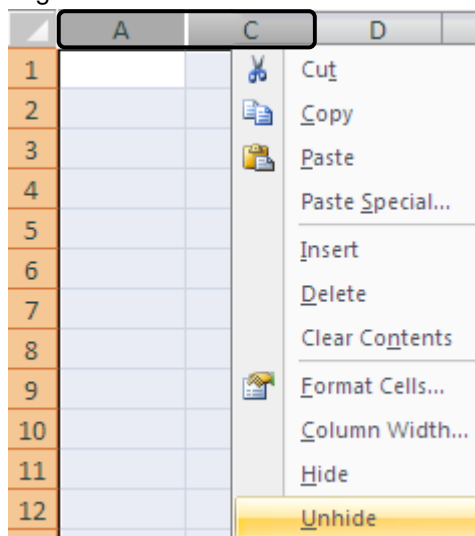 A C D
1 Cut
2 Copy
3 Paste
4 Paste Special...
5
6 Insert
7 Delete
8 Clear Contents
9 Format Cells...
10 Column Width...
11 Hide
12 Unhide